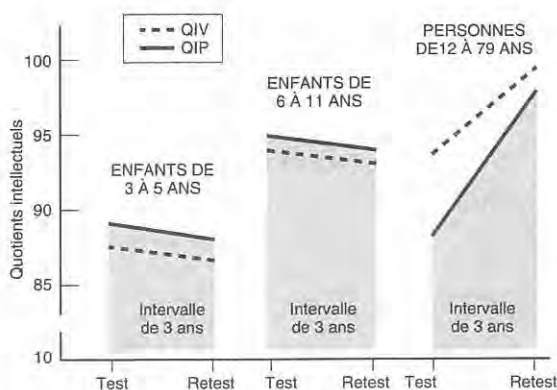 QIV
QIP
PERSONNES
DE12 À 79 ANS
ENFANTS DE
6 À 11 ANS
ENFANTS DE
3 À 5 ANS
Quotients intellectuels
100
95
90
85
10
Intervalle
de 3 ans
Intervalle
de 3 ans
Intervalle
de 3 ans
Test
Retest
Test
Retest
Test
Retest